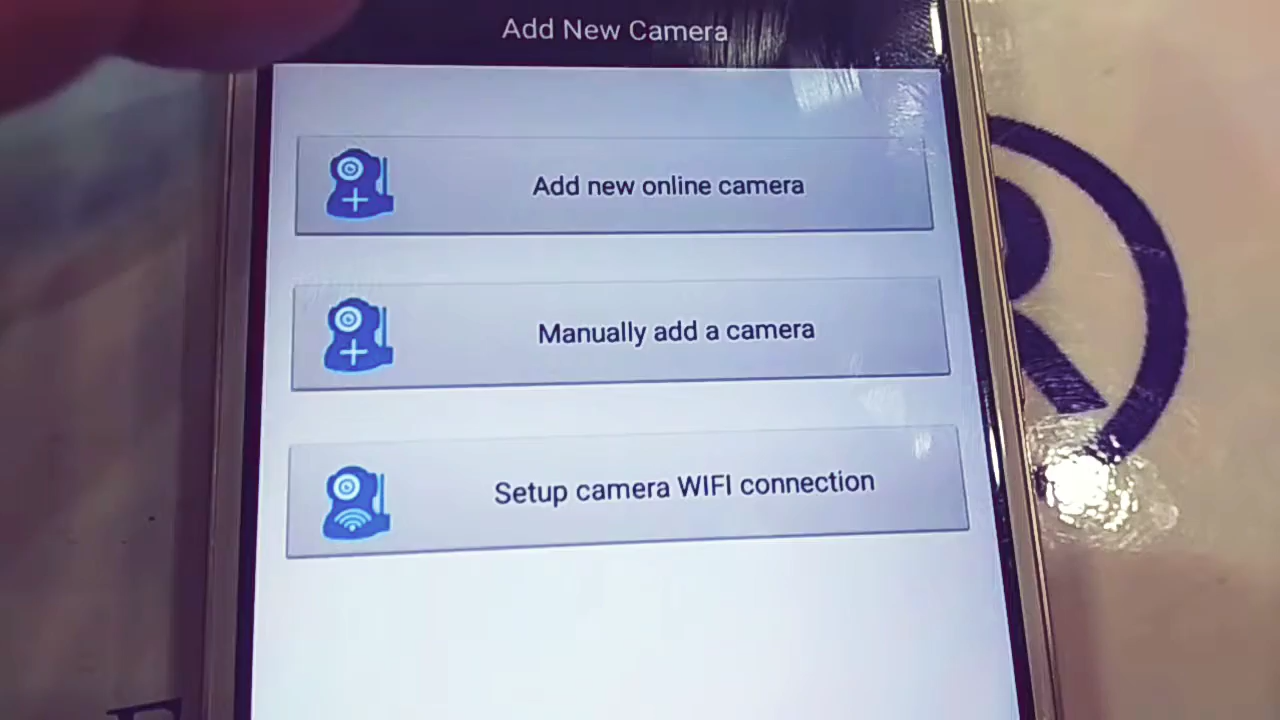 Add New Camera
Add new online camera
Manually add a camera
Setup camera WIFI connection
R